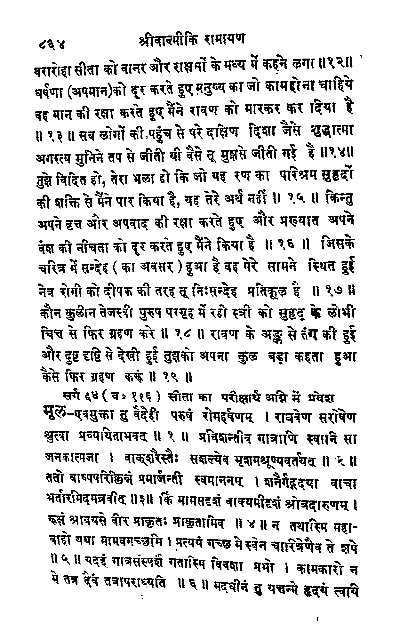 ८६४ श्रीवाल्मीकि रामायण
वरारोहा सीता को वानर और राक्षसों के मध्य में कहने लगा॥१२॥
धर्षणा (अपमान)को दूर करते हुए मनुष्य का जो काम होना चाहिये
वह मान की रक्षा करते हुए मैंने रावण को मारकर कर दिया है
॥ १३ ॥ सब लोगों की पहुंच से परे दक्षिण दिशा जैसे शुद्धात्मा
अगस्त्य मुनिने तप से जीती थी वैसे तू मुझसे जीती गई है ॥१४॥
तुझे विदित हो, तेरा भला हो कि जो यह रण का परिश्रम सुहृदों
की शक्ति से मैंने पार किया है, यह तेरे अर्थ नहीं ॥ १५ ॥ किन्तु
अपने वृत्त और अपवाद की रक्षा करते हुए और प्रख्यात अपने
वंश की नीचता को दूर करते हुए मैंने किया है ॥ १६ ॥ जिसके
चरित्र में सन्देह (का अवसर) हुआ है वह मेरे सामने स्थित हुई
नेत्र रोगी को दीपक की तरह तू निःसन्देह प्रतिकूल है ॥ १७॥
कौन कुलीन तेजस्वी पुरुष परगृह में रही स्त्री को सुहृद् के लोभी
चित्त से फिर ग्रहण करे ॥ १८ ॥ रावण के अङ्क से तंग की हुई
और दुष्ट दृष्टि से देखी हुई तुझको अपना कुल बड़ा कहता हुआ
कैसे फिर ग्रहण करूं ॥ १९ ॥
सर्ग ६४ (व० ११६) सीता का परीक्षार्थ अग्नि में प्रवेश
मूल-एवमुक्ता तु वैदेही परुषं रोमहर्षणम् । राघवेण सरोषेण
श्रुत्वा प्रव्यथिताभवत् ॥ १ ॥ प्रविशन्तीव गात्राणि स्वानि सा
जनकात्मजा । वाक्शरैस्तैः सशल्येव भृशमश्रूण्यवर्तयत् ॥ २॥
ततो बाष्पपरिक्लिन्नं प्रमार्जन्ती स्वमाननम् । शनैर्गद्गदया वाचा
भर्तारमिदमब्रवीत् ॥३॥ किं मामसदृशं वाक्यमीदृशं श्रोत्रदारुणम् ।
रूक्षं श्रावयसे वीर प्राकृतः प्राकृतामिव ॥ ४ ॥ न तथास्मि महा-
बाहो यथा मामवगच्छसि । प्रत्ययं गच्छ मे स्वेन चारित्रेणैव ते शपे
॥ ५ ॥ यदहं गात्रसंस्पर्शं गतास्मि विवशा प्रभो । कामकारो न
मे तत्र दैवं तत्रापराध्यति ॥ ६ ॥ मदधीनं तु यत्तन्मे हृदयं त्वयि